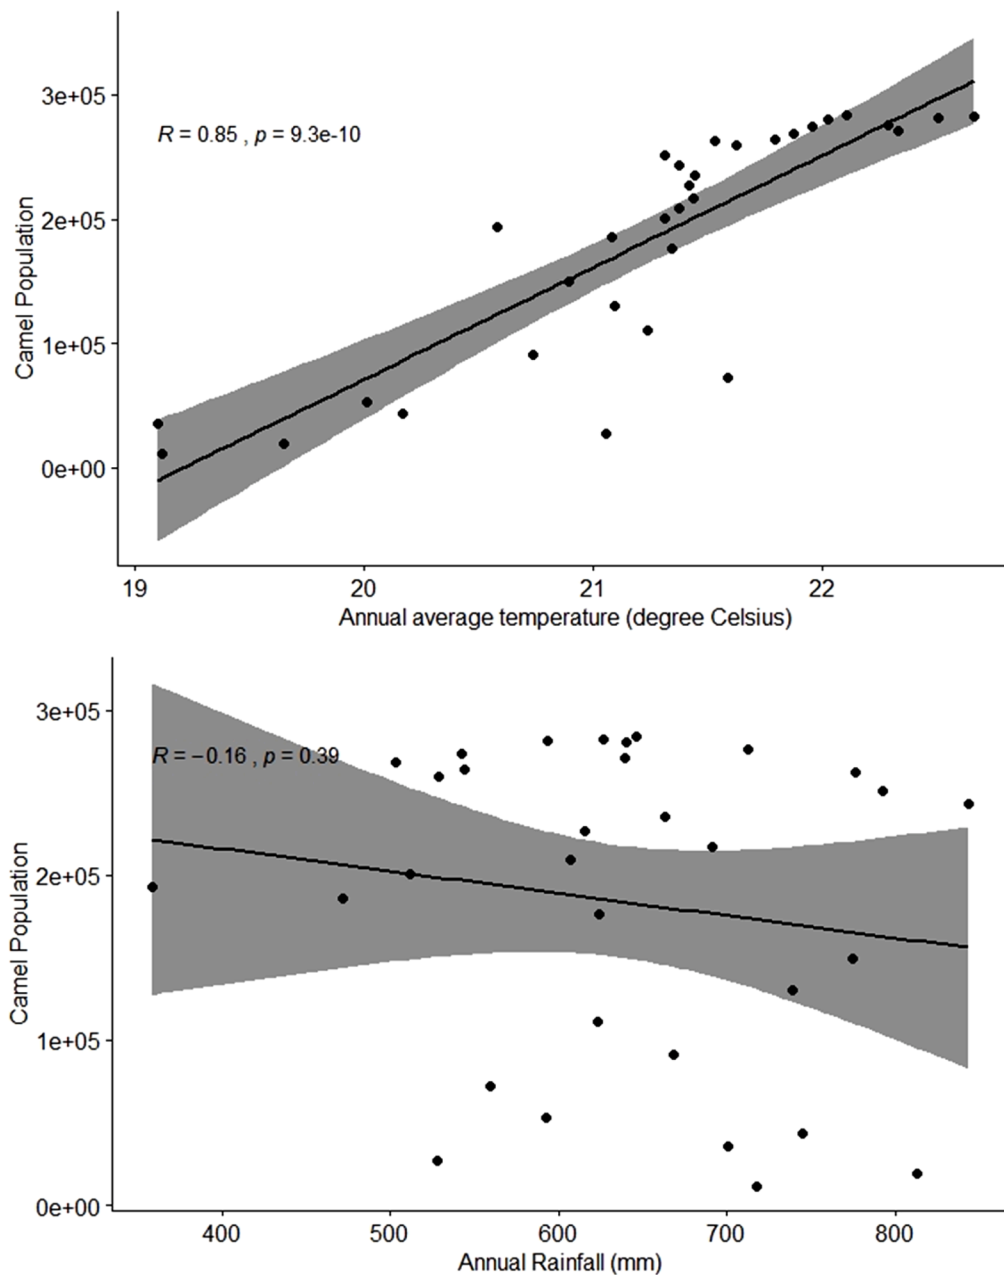 3e+05
R = 0.85 , p = 9.3e-10
2e+05
Camel Population
1e+05
0e+00
19 20 21 22
Annual average temperature (degree Celsius)
3e+05
R = −0.16 , p = 0.39
2e+05
Camel Population
1e+05
0e+00
400 500 600 700 800
Annual Rainfall (mm)